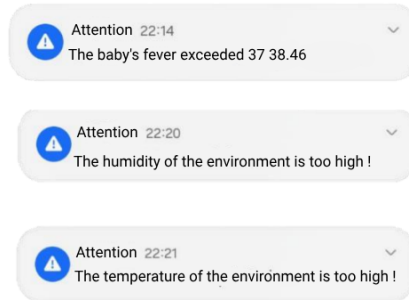 Attention 22:14
The baby's fever exceeded 37 38.46
Attention 22:20
The humidity of the environment is too high !
Attention 22:21
The temperature of the environment is too high !